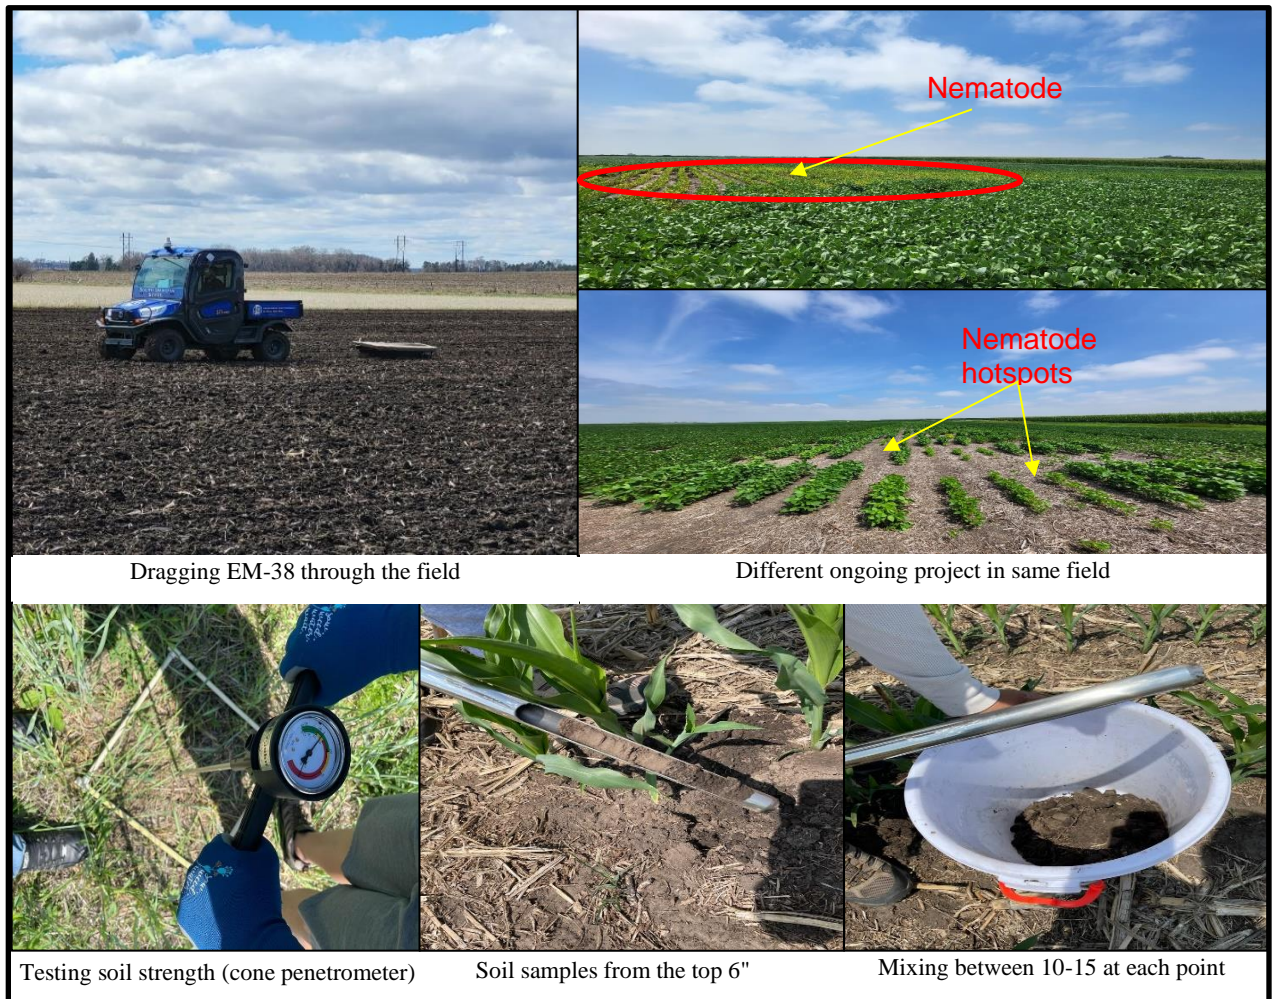 Nematode
Nematode
hotspots
Dragging EM-38 through the field
Different ongoing project in same field
Testing soil strength (cone penetrometer)
Soil samples from the top 6"
Mixing between 10-15 at each point